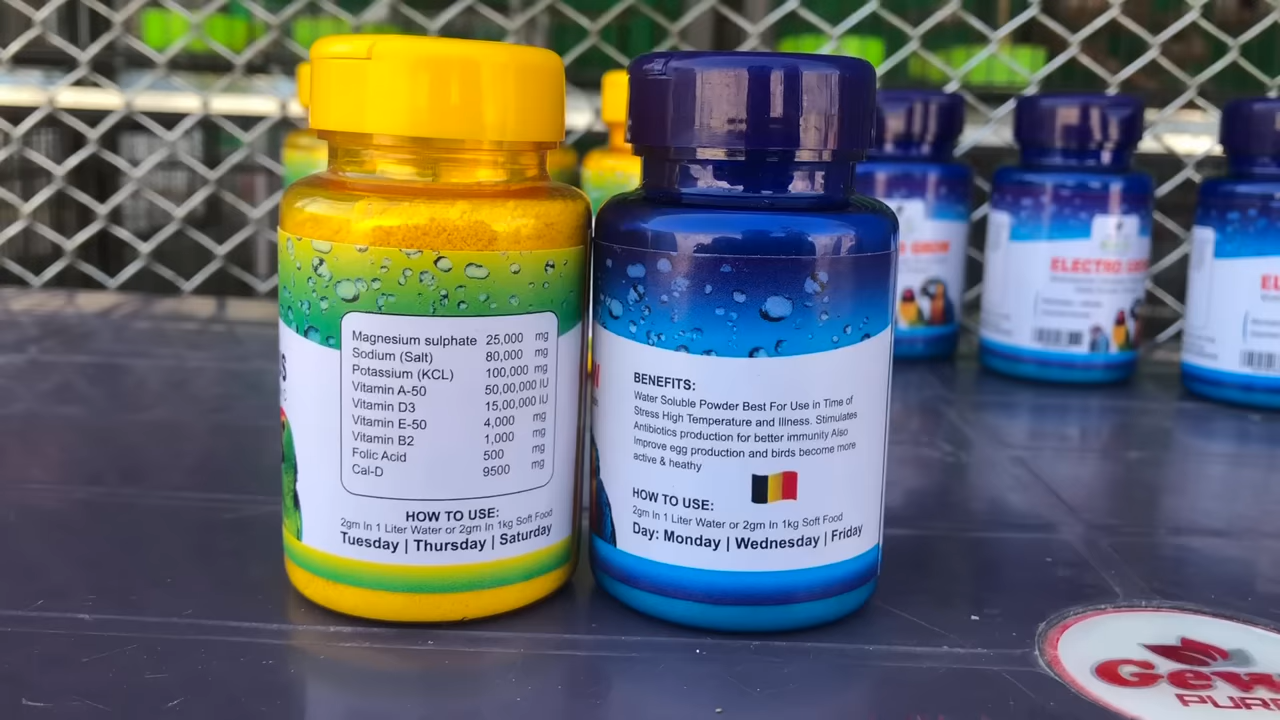 Magnesium sulphate 25,000 mg
Sodium (Salt) 80,000 mg
Potassium (KCL) 100,000 mg
Vitamin A-50 50,00,000 IU
Vitamin D3 15,00,000 IU
Vitamin E-50 4,000 mg
Vitamin B2 1,000 mg
Folic Acid 500 mg
Cal-D 9500 mg
HOW TO USE:
2gm In 1 Liter Water or 2gm In 1kg Soft Food
Tuesday | Thursday | Saturday
BENEFITS:
Water Soluble Powder Best For Use in Time of
Stress High Temperature and Illness. Stimulates
Antibiotics production for better immunity Also
improve egg production and birds become more
active & heathy
HOW TO USE:
2gm In 1 Liter Water or 2gm In 1kg Soft Food
Day: Monday | Wednesday | Friday
GROW
ELECTRO